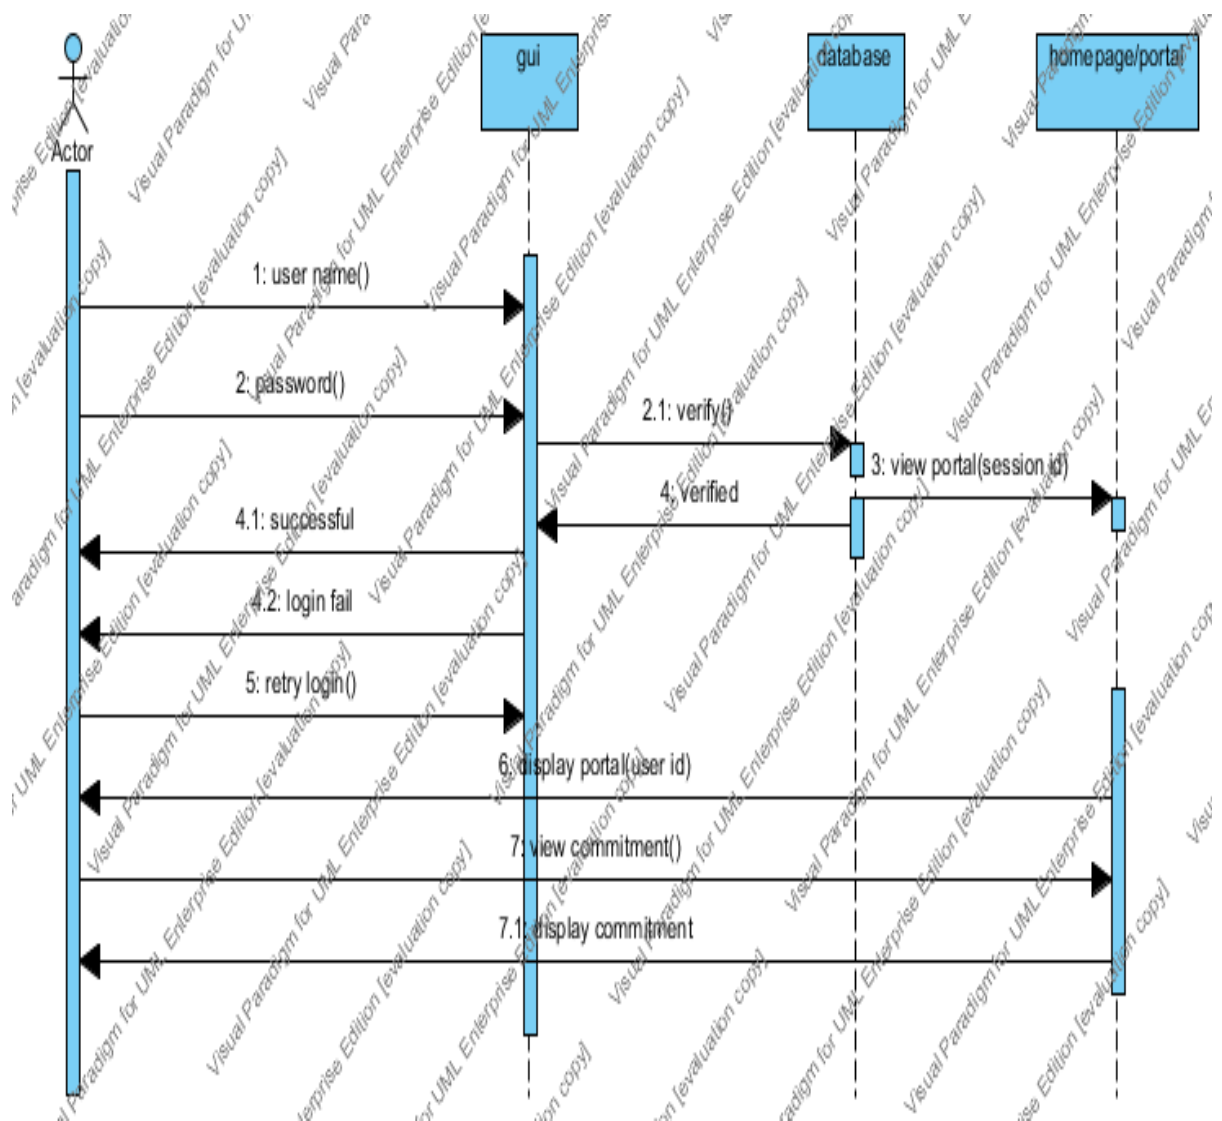 gui
database
homepage/portal
Actor
1: user name()
2: password()
2.1: verify()
3: view portal(session id)
4: verified
4.1: successful
4.2: login fail
5: retry login()
6: display portal(user id)
7: view commitment()
7.1: display commitment
Visual Paradigm for UML Enterprise Edition [evaluation copy]